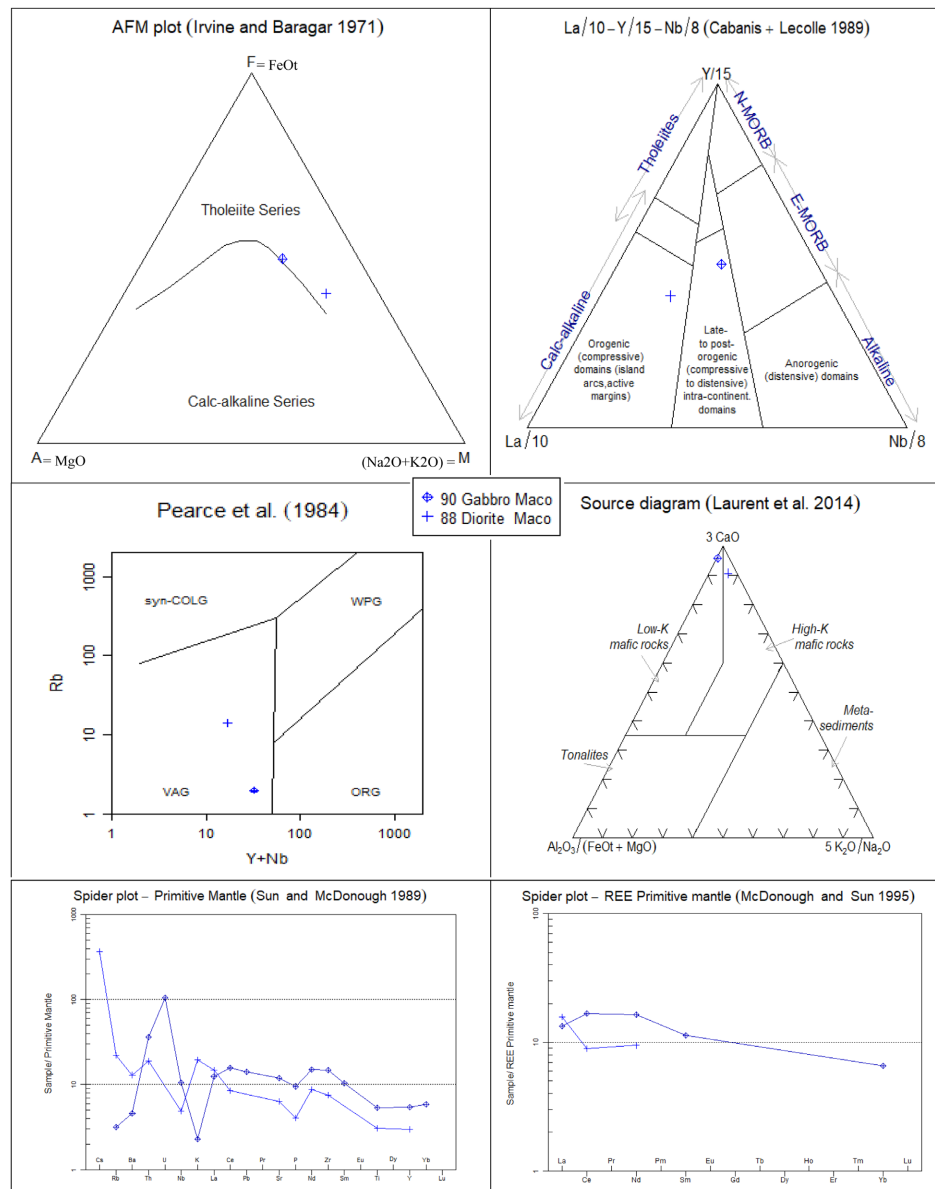 AFM plot (Irvine and Baragar 1971)
F= FeOt
Tholeiite Series
Calc-alkaline Series
A= MgO
(Na2O+K2O) = M
La/10-Y/15-Nb/8 (Cabanis + Lecolle 1989)
Y/15
Tholeiites
N-MORB
E-MORB
Calc-alkaline
Alkaline
Orogenic
(compressive)
domains (island
arcs,active
margins)
Late-
to post-
orogenic
(compressive
to distensive)
intra-continent.
domains
Anorogenic
(distensive) domains
La/10
Nb/8
90 Gabbro Maco
88 Diorite Maco
Pearce et al. (1984)
syn-COLG
WPG
VAG
ORG
Rb
1000
100
10
1
1
10
100
1000
Y+Nb
Source diagram (Laurent et al. 2014)
3 CaO
Low-K
mafic rocks
High-K
mafic rocks
Meta-
sediments
Tonalites
Al₂O₃/(FeOt + MgO)
5 K₂O/Na₂O
Spider plot – Primitive Mantle (Sun and McDonough 1989)
Sample/ Primitive Mantle
1000
100
10
1
Cs
Ba
U
K
Ce
Pr
P
Zr
Eu
Dy
Yb
Rb
Th
Nb
La
Pb
Sr
Nd
Sm
Ti
Y
Lu
Spider plot – REE Primitive mantle (McDonough and Sun 1995)
Sample/ REE Primitive mantle
100
10
1
La
Pr
Pm
Eu
Tb
Ho
Tm
Lu
Ce
Nd
Sm
Gd
Dy
Er
Yb